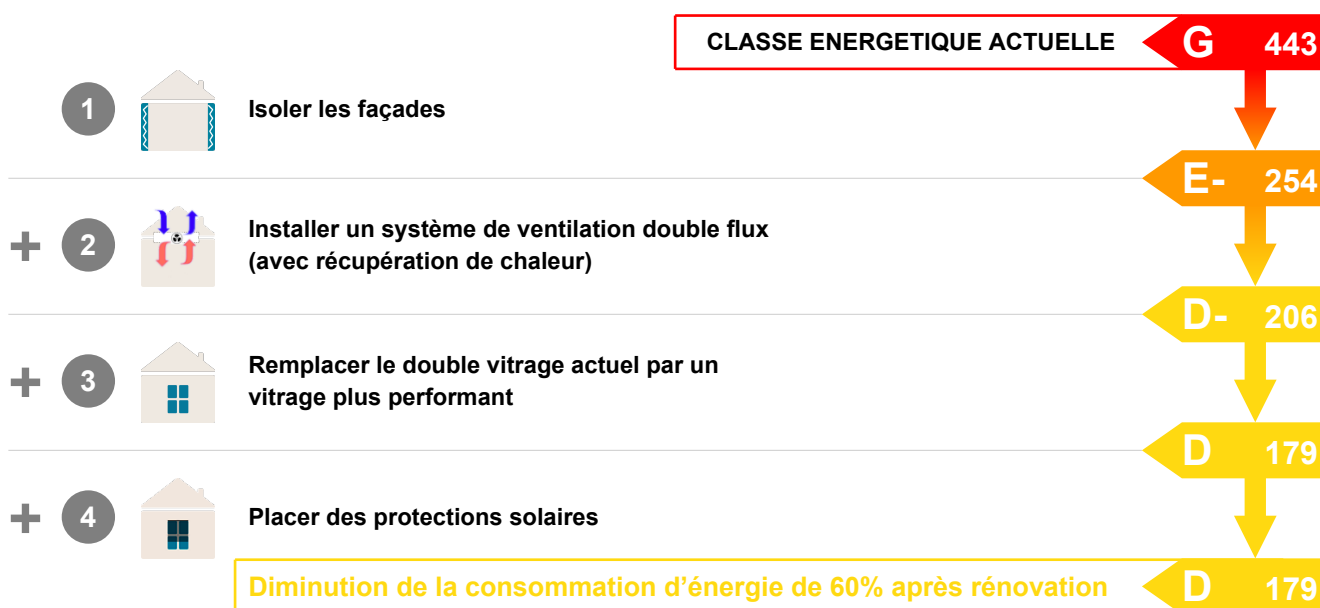 CLASSE ENERGETIQUE ACTUELLE G 443
1 Isoler les façades
E- 254
+ 2 Installer un système de ventilation double flux
(avec récupération de chaleur)
D- 206
+ 3 Remplacer le double vitrage actuel par un
vitrage plus performant
D 179
+ 4 Placer des protections solaires
Diminution de la consommation d’énergie de 60% après rénovation D 179